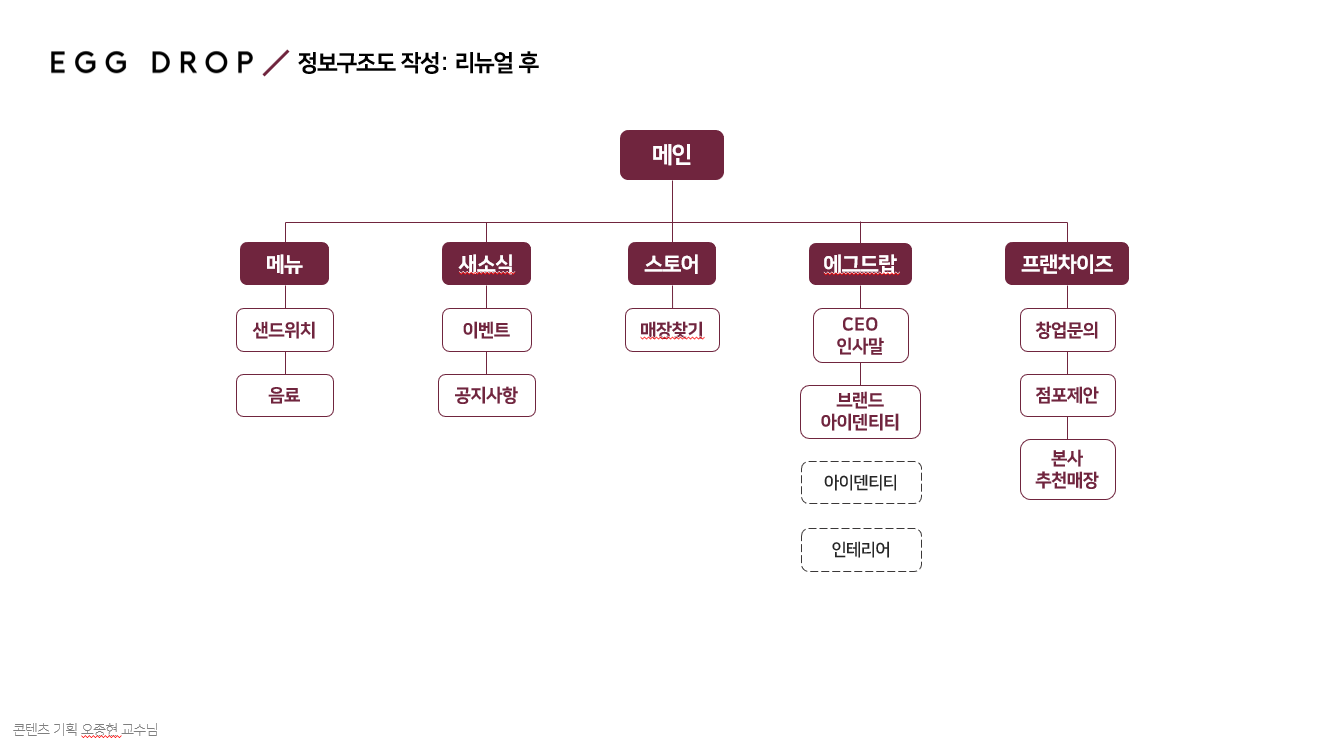 EGG DROP / 정보구조도 작성: 리뉴얼 후
메인
메뉴
새소식
스토어
에그드랍
프랜차이즈
샌드위치
음료
이벤트
공지사항
매장찾기
CEO
인사말
브랜드
아이덴티티
아이덴티티
인테리어
창업문의
점포제안
본사
추천매장
콘텐츠 기획 오종현 교수님